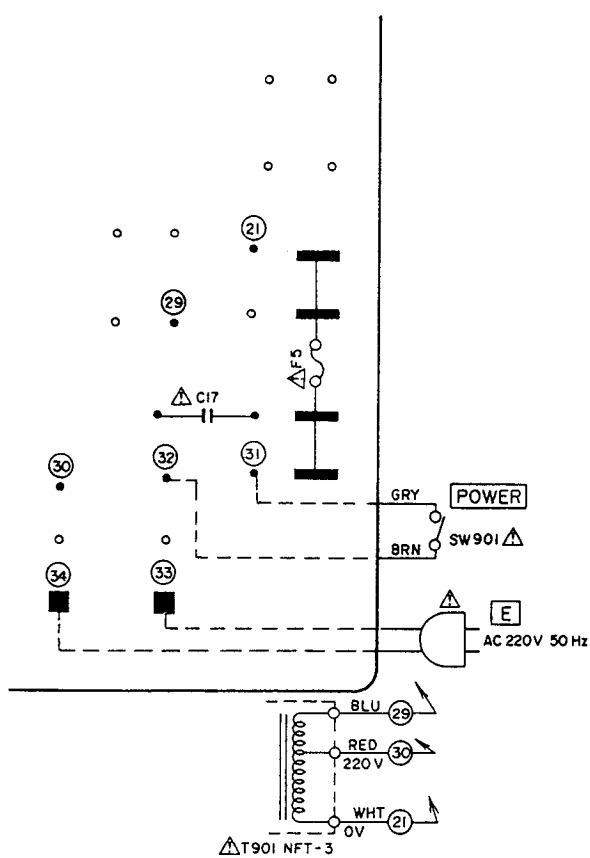 21
29
F5
C17
30
32
31
GRY
POWER
SW901
BRN
34
33
E
AC 220V 50 Hz
BLU
29
RED
30
220V
WHT
21
0V
T901 NFT-3